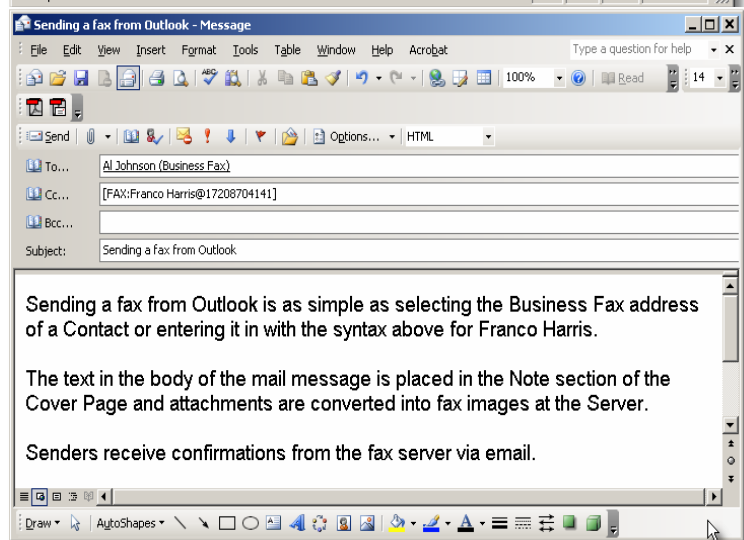 Sending a fax from Outlook - Message
File Edit View Insert Format Tools Table Window Help Acrobat Type a question for help
ABC 100% Read 14
Send Options... HTML
To... Al Johnson (Business Fax)
Cc... [FAX:Franco Harris@17208704141]
Bcc...
Subject: Sending a fax from Outlook
Sending a fax from Outlook is as simple as selecting the Business Fax address
of a Contact or entering it in with the syntax above for Franco Harris.
The text in the body of the mail message is placed in the Note section of the
Cover Page and attachments are converted into fax images at the Server.
Senders receive confirmations from the fax server via email.
Draw AutoShapes A